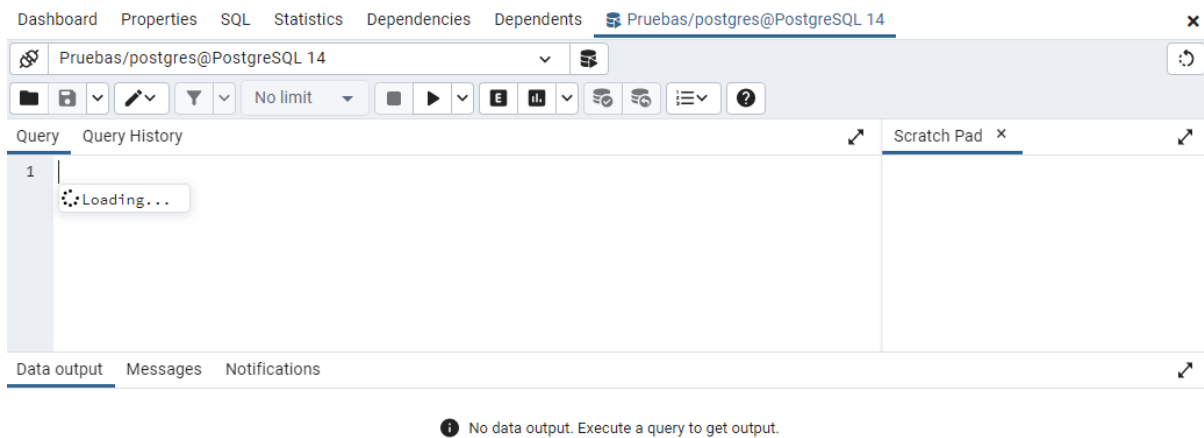 Dashboard Properties SQL Statistics Dependencies Dependents Pruebas/postgres@PostgreSQL 14
Pruebas/postgres@PostgreSQL 14
No limit E
Query Query History Scratch Pad
1
Loading...
Data output Messages Notifications
No data output. Execute a query to get output.